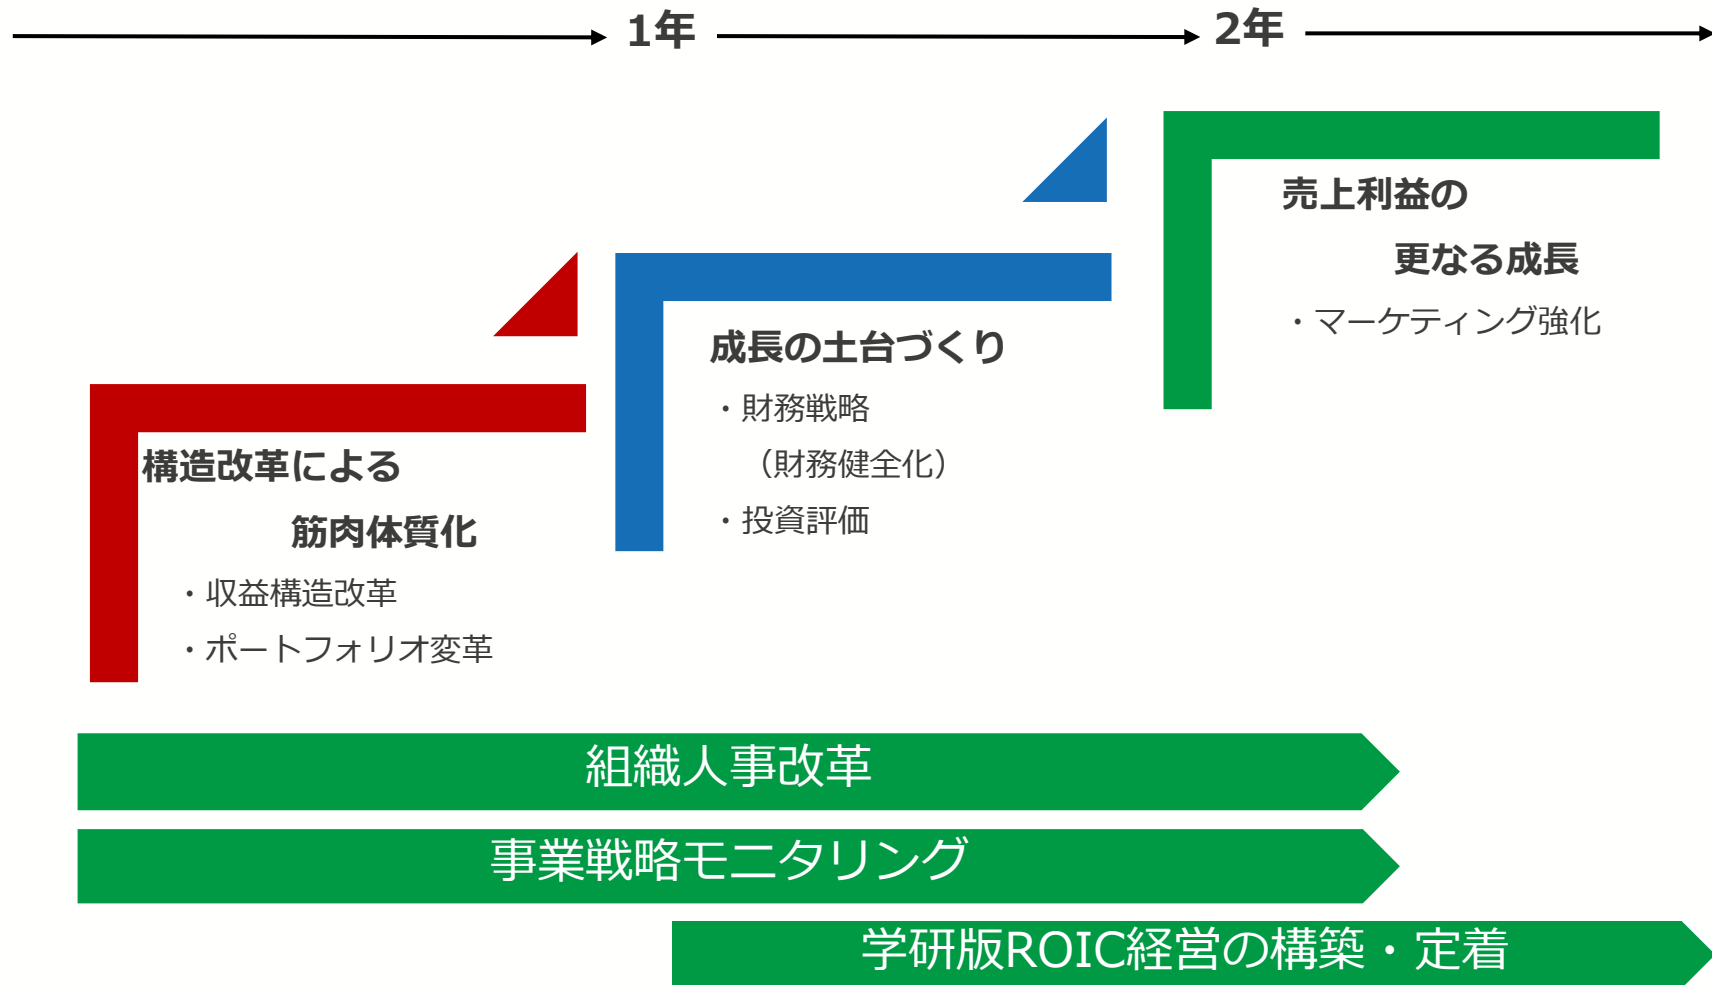 1年
2年
構造改革による
筋肉体質化
・収益構造改革
・ポートフォリオ変革
成長の土台づくり
・財務戦略
（財務健全化）
・投資評価
売上利益の
更なる成長
・マーケティング強化
組織人事改革
事業戦略モニタリング
学研版ROIC経営の構築・定着